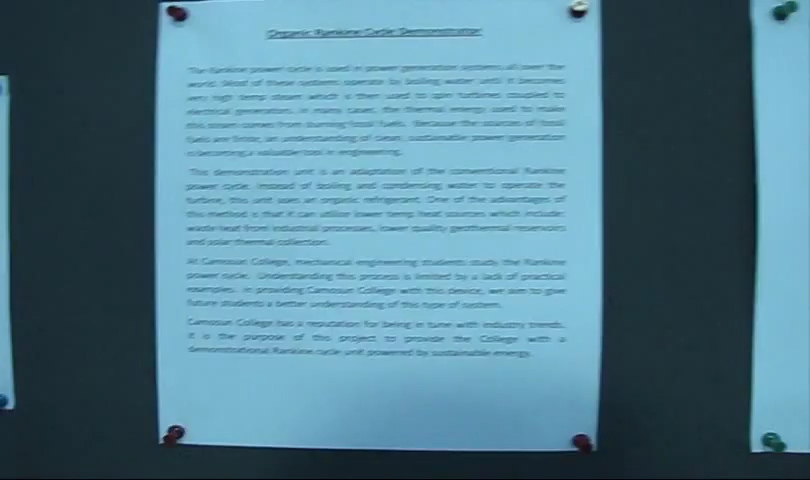 Organic Rankine Cycle Demonstrator
The Rankine power cycle is used in power generation systems all over the
world. Most of these systems operate by boiling water until it becomes
very high temp steam which is then used to spin turbines coupled to
electrical generators. In many cases, the thermal energy used to make
this steam comes from burning fossil fuels. Because the sources of fossil
fuels are finite, an understanding of clean, sustainable power generation
is becoming a valuable tool in engineering.
This demonstration unit is an adaptation of the conventional Rankine
power cycle. Instead of boiling and condensing water to operate the
turbine, this unit uses an organic refrigerant. One of the advantages of
this method is that it can utilize lower temp heat sources which include:
waste heat from industrial processes, lower quality geothermal reservoirs
and solar thermal collection.
At Camosun College, mechanical engineering students study the Rankine
power cycle. Understanding this process is limited by a lack of practical
examples. In providing Camosun College with this device, we aim to give
future students a better understanding of this type of system.
Camosun College has a reputation for being in tune with industry trends.
It is the purpose of this project to provide the College with a
demonstrational Rankine cycle unit powered by sustainable energy.